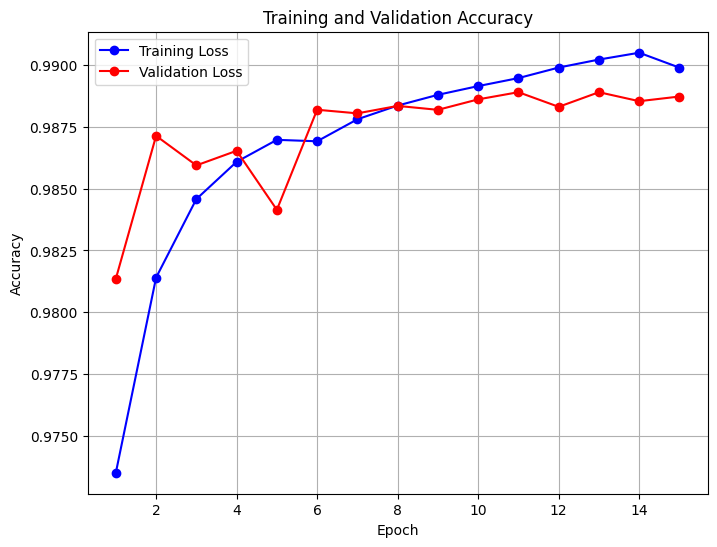 Training and Validation Accuracy
Training Loss
Validation Loss
0.9900
0.9875
0.9850
0.9825
0.9800
0.9775
0.9750
Accuracy
2 4 6 8 10 12 14
Epoch